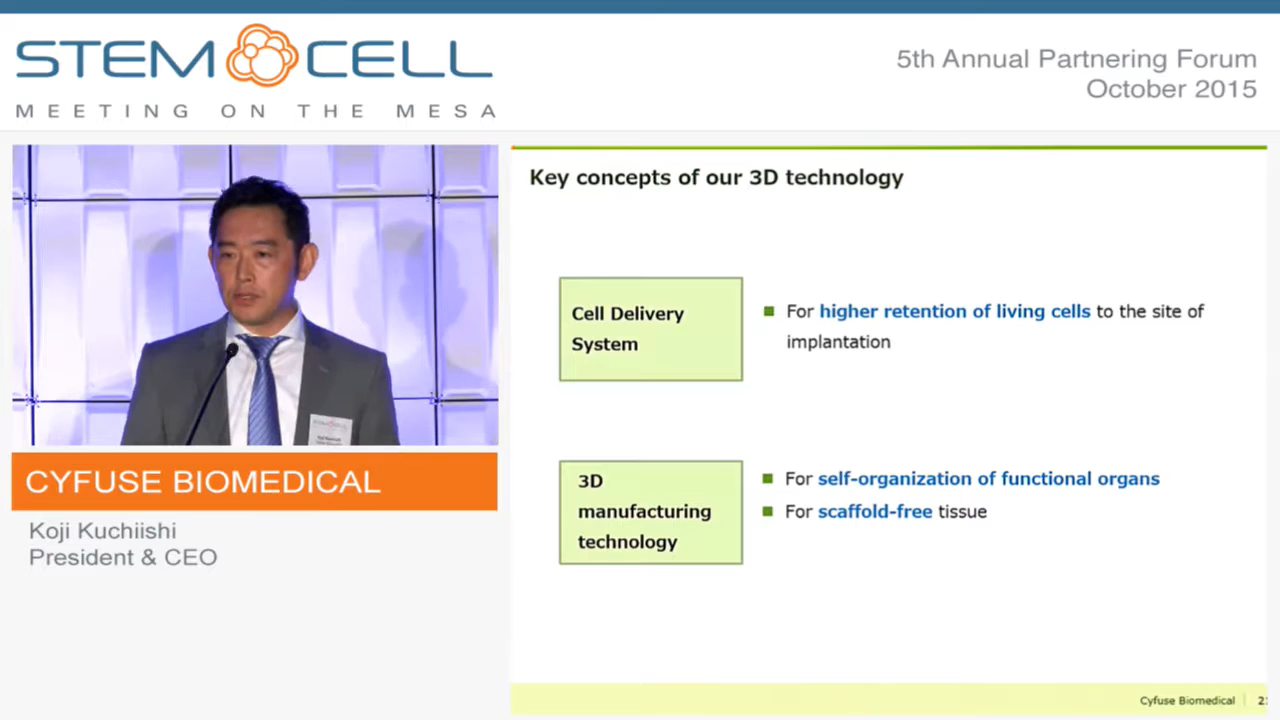 STEM CELL
MEETING ON THE MESA
5th Annual Partnering Forum
October 2015
Key concepts of our 3D technology
Cell Delivery
System
For higher retention of living cells to the site of
implantation
3D
manufacturing
technology
For self-organization of functional organs
For scaffold-free tissue
CYFUSE BIOMEDICAL
Koji Kuchiishi
President & CEO
Cyfuse Biomedical